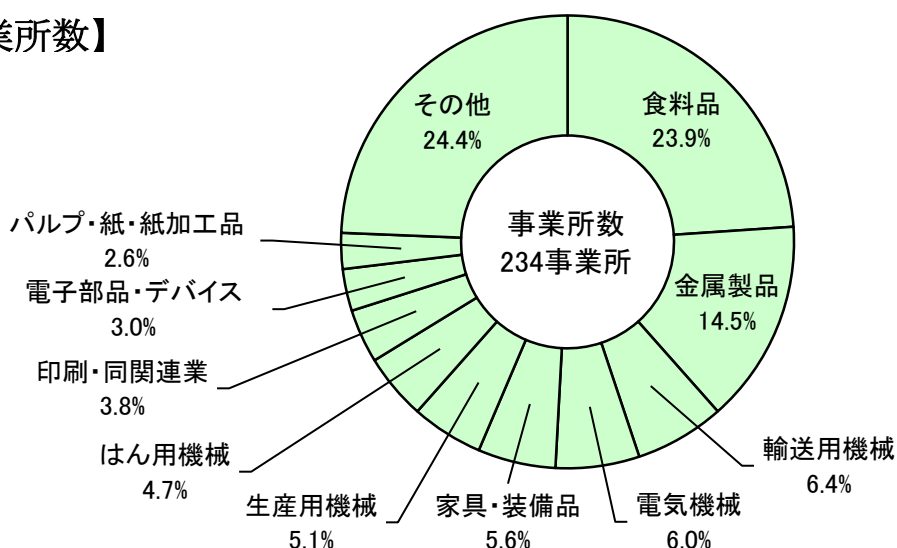 業所数】
事業所数
234事業所
食料品
23.9%
金属製品
14.5%
輸送用機械
6.4%
電気機械
6.0%
家具・装備品
5.6%
生産用機械
5.1%
はん用機械
4.7%
印刷・同関連業
3.8%
電子部品・デバイス
3.0%
パルプ・紙・紙加工品
2.6%
その他
24.4%